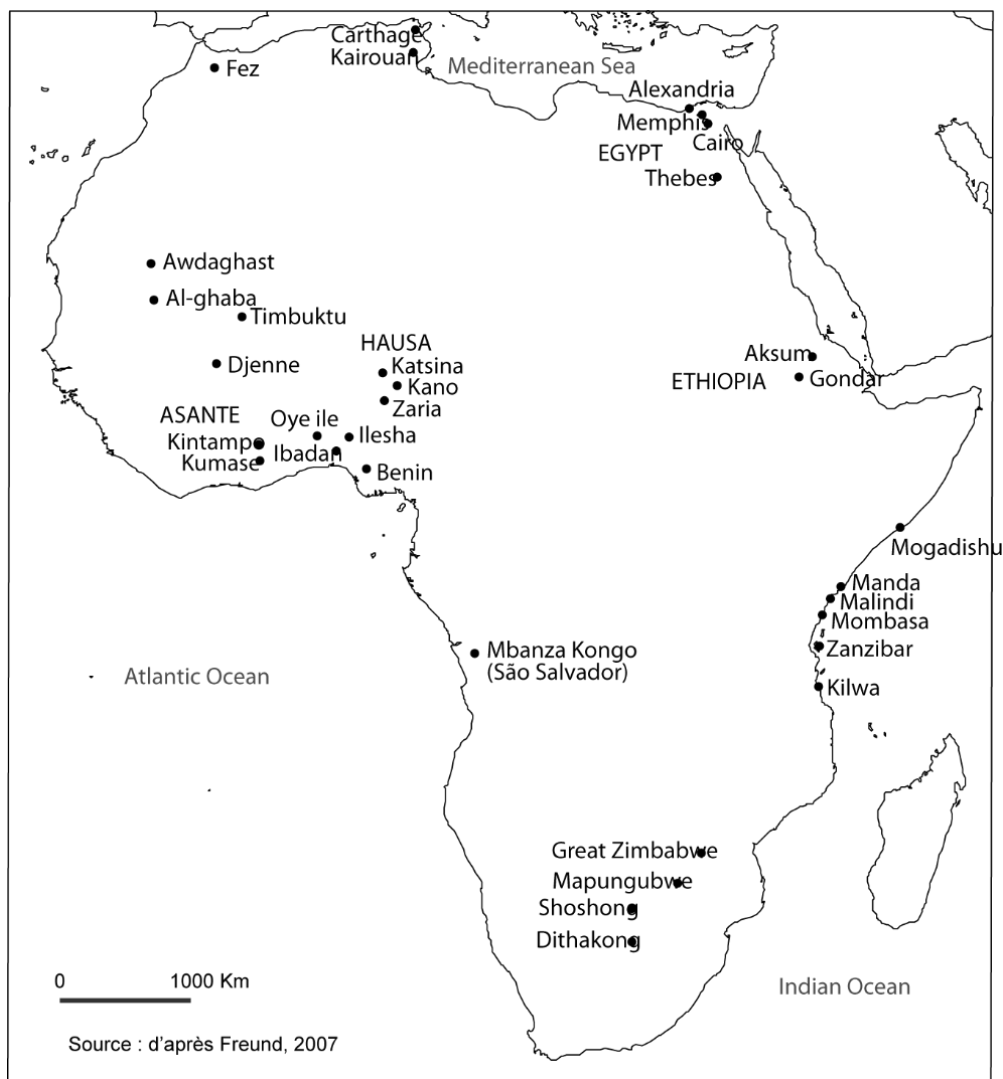 Carthage
Kairouan
Mediterranean Sea
Fez
Alexandria
Memphis
Cairo
EGYPT
Thebes
Awdaghast
Al-ghaba
Timbuktu
HAUSA
Djenne
Katsina
Kano
Zaria
Aksum
ETHIOPIA
Gondar
ASANTE
Oye ile
Kintampo
Ibadan
Ilesha
Kumase
Benin
Mogadishu
Manda
Malindi
Mombasa
Mbanza Kongo
(São Salvador)
Zanzibar
Atlantic Ocean
Kilwa
Great Zimbabwe
Mapungubwe
Shoshong
Dithakong
0 1000 Km
Indian Ocean
Source : d'après Freund, 2007